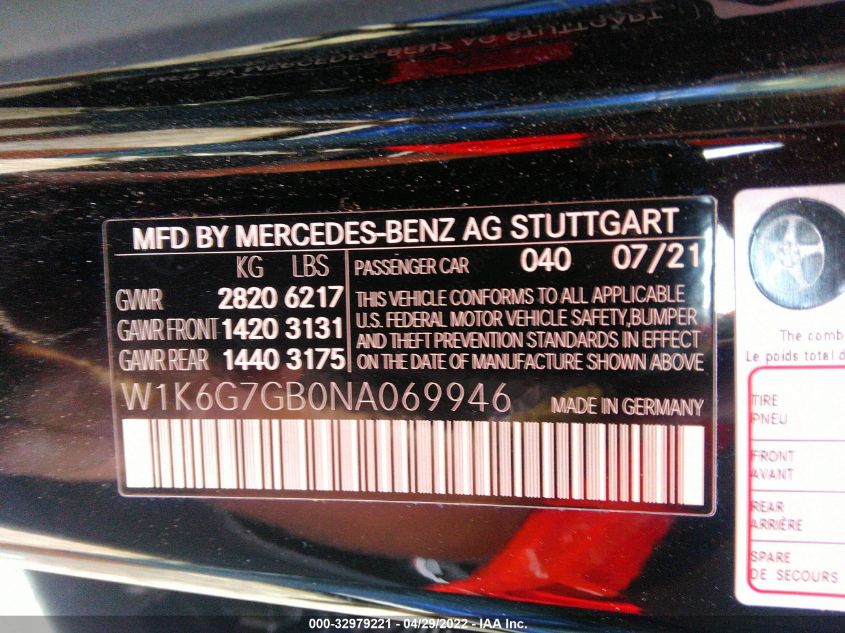 MFD BY MERCEDES-BENZ AG STUTTGART
KG LBS
GVWR 2820 6217
GAWR FRONT 1420 3131
GAWR REAR 1440 3175
PASSENGER CAR 040 07/21
THIS VEHICLE CONFORMS TO ALL APPLICABLE
U.S. FEDERAL MOTOR VEHICLE SAFETY,BUMPER
AND THEFT PREVENTION STANDARDS IN EFFECT
ON THE DATE OF MANUFACTURE SHOWN ABOVE
W1K6G7GB0NA069946 MADE IN GERMANY
The comb
Le poids total d
TIRE
PNEU
FRONT
AVANT
REAR
ARRIÈRE
SPARE
DE SECOURS
000-32979221 - 04/29/2022 - IAA Inc.